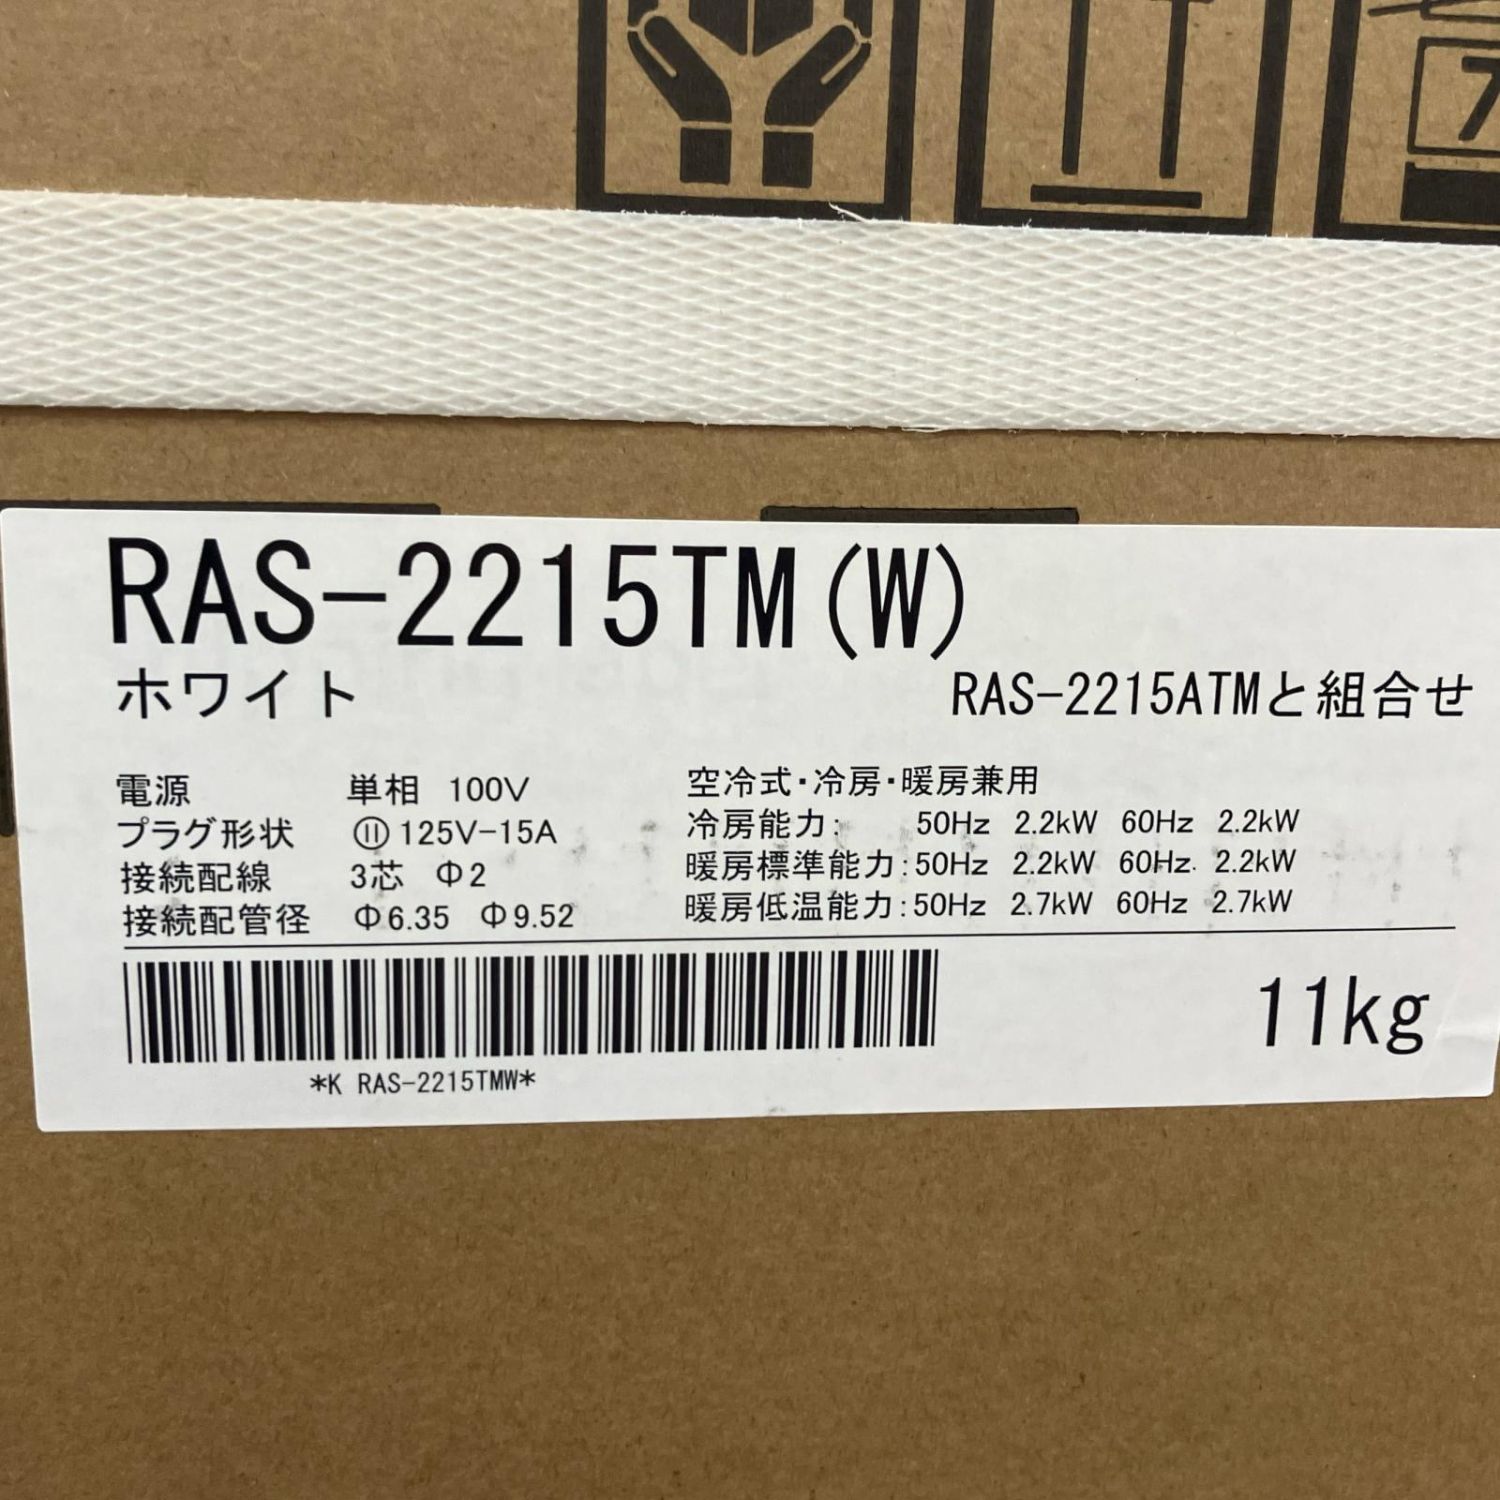 RAS-2215TM(W)
ホワイト
RAS-2215ATMと組合せ
電源 単相 100V
プラグ形状 125V-15A
接続配線 3芯 Φ2
接続配管径 Φ6.35 Φ9.52
空冷式・冷房・暖房兼用
冷房能力: 50Hz 2.2kW 60Hz 2.2kW
暖房標準能力:50Hz 2.2kW 60Hz 2.2kW
暖房低温能力:50Hz 2.7kW 60Hz 2.7kW
*K RAS-2215TMW*
11kg